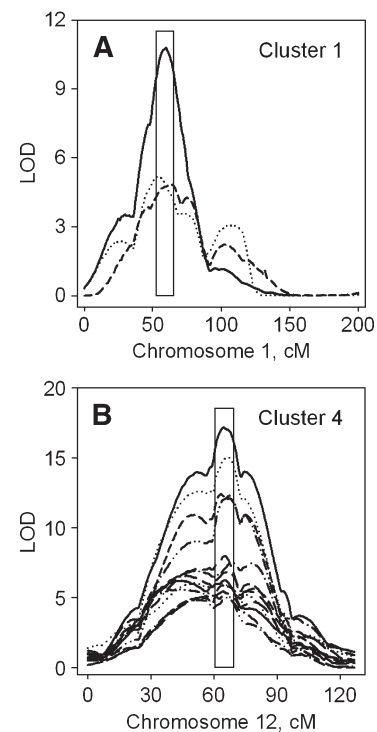 12
A
Cluster 1
9
LOD
6
3
0
0 50 100 150 200
Chromosome 1, cM
20
B
Cluster 4
15
LOD
10
5
0
0 30 60 90 120
Chromosome 12, cM